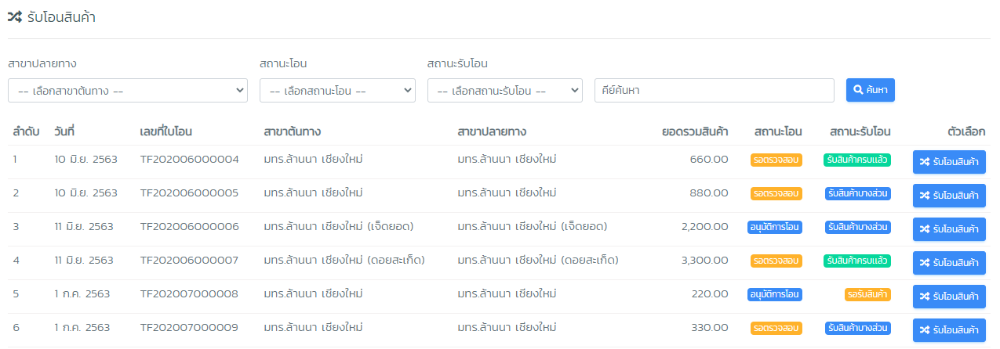 รับโอนสินค้า
สาขาปลายทาง สถานะโอน สถานะรับโอน
-- เลือกสาขาต้นทาง -- -- เลือกสถานะโอน -- -- เลือกสถานะรับโอน -- คีย์ค้นหา ค้นหา
ลำดับ วันที่ เลขที่ใบโอน สาขาต้นทาง สาขาปลายทาง ยอดรวมสินค้า สถานะโอน สถานะรับโอน ตัวเลือก
1 10 มิ.ย. 2563 TF202006000004 มทร.ล้านนา เชียงใหม่ มทร.ล้านนา เชียงใหม่ 660.00 รอตรวจสอบ รับสินค้าครบแล้ว รับโอนสินค้า
2 10 มิ.ย. 2563 TF202006000005 มทร.ล้านนา เชียงใหม่ มทร.ล้านนา เชียงใหม่ 880.00 รอตรวจสอบ รับสินค้าบางส่วน รับโอนสินค้า
3 11 มิ.ย. 2563 TF202006000006 มทร.ล้านนา เชียงใหม่ (เจ็ดยอด) มทร.ล้านนา เชียงใหม่ (เจ็ดยอด) 2,200.00 อนุมัติการโอน รับสินค้าบางส่วน รับโอนสินค้า
4 11 มิ.ย. 2563 TF202006000007 มทร.ล้านนา เชียงใหม่ (ดอยสะเก็ด) มทร.ล้านนา เชียงใหม่ (ดอยสะเก็ด) 3,300.00 รอตรวจสอบ รับสินค้าครบแล้ว รับโอนสินค้า
5 1 ก.ค. 2563 TF202007000008 มทร.ล้านนา เชียงใหม่ มทร.ล้านนา เชียงใหม่ 220.00 อนุมัติการโอน รอรับสินค้า รับโอนสินค้า
6 1 ก.ค. 2563 TF202007000009 มทร.ล้านนา เชียงใหม่ มทร.ล้านนา เชียงใหม่ 330.00 รอตรวจสอบ รับสินค้าบางส่วน รับโอนสินค้า